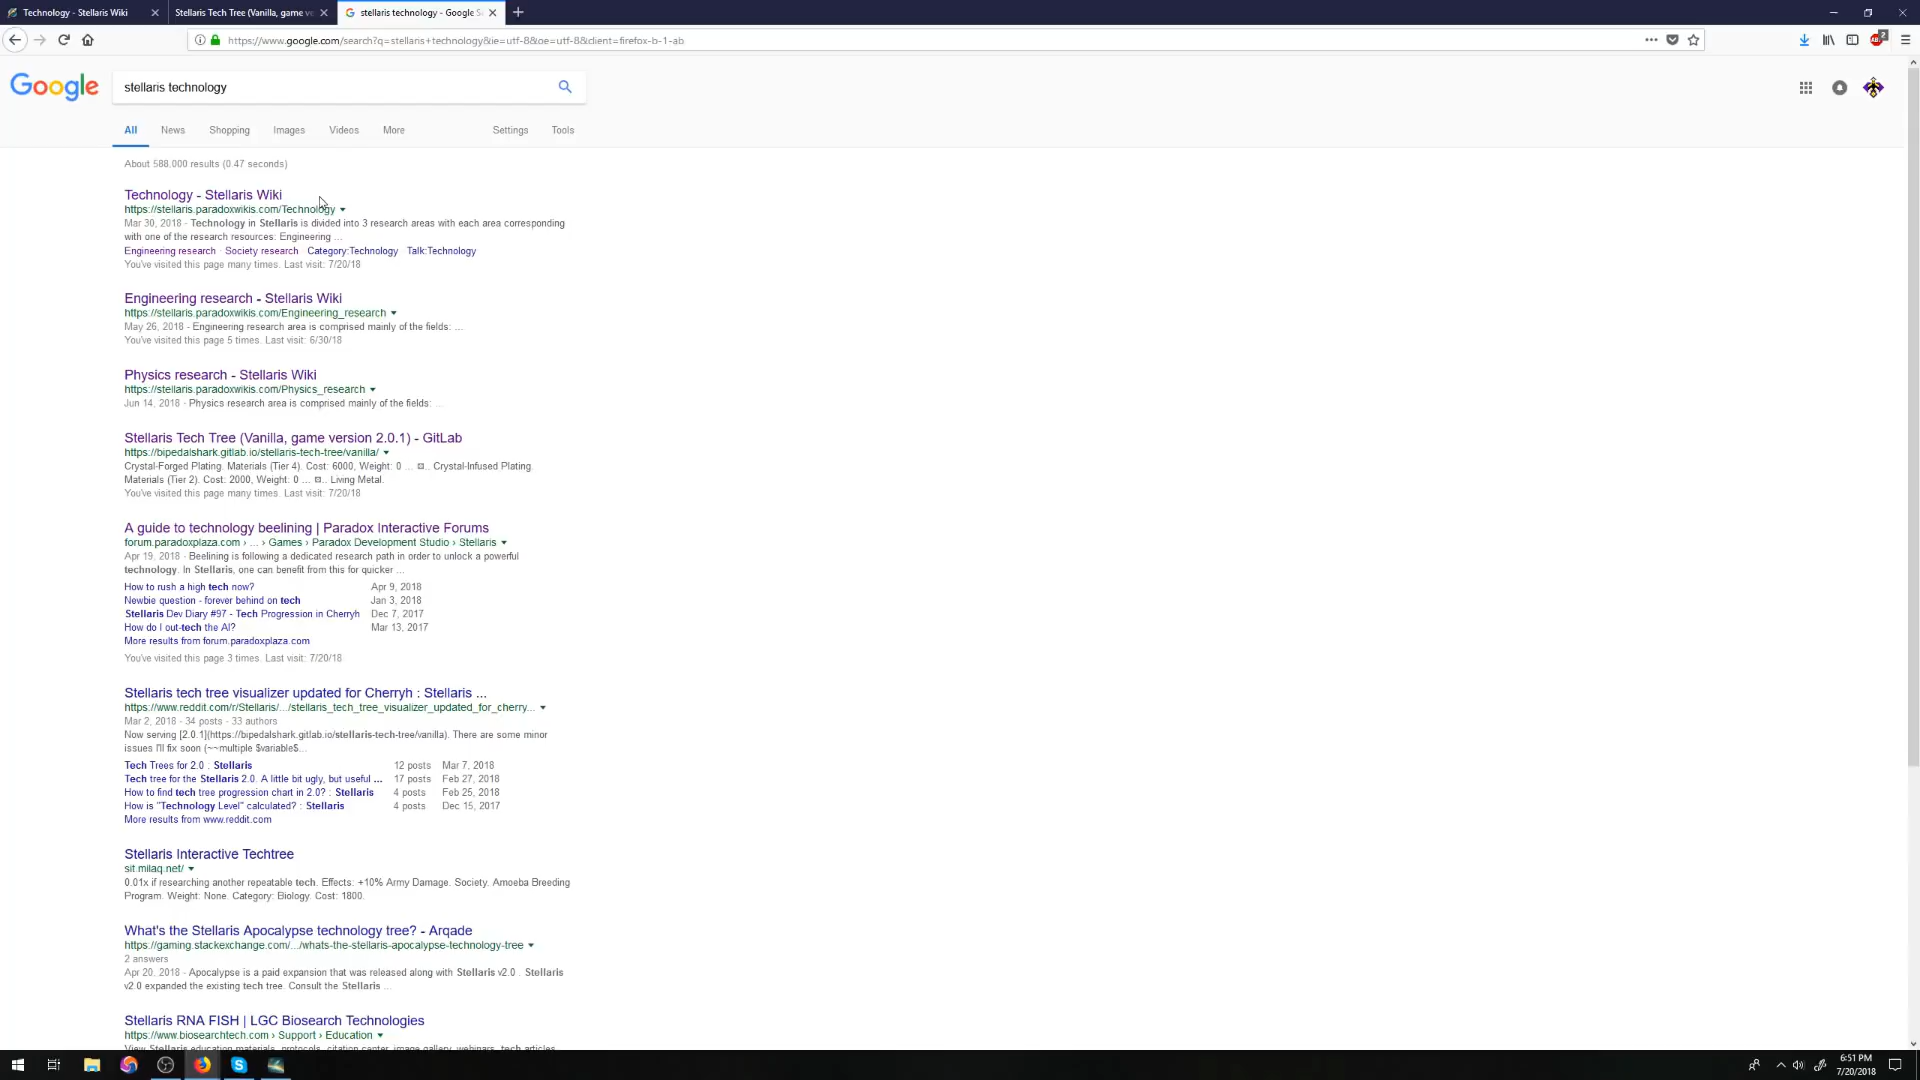 Technology - Stellaris Wiki
Stellaris Tech Tree (Vanilla, game ve
stellaris technology - Google S
https://www.google.com/search?q=stellaris+technology&ie=utf-8&oe=utf-8&client=firefox-b-1-ab
2
Google
stellaris technology
All News Shopping Images Videos More Settings Tools
About 588,000 results (0.47 seconds)
Technology - Stellaris Wiki
https://stellaris.paradoxwikis.com/Technology
Mar 30, 2018 - Technology in Stellaris is divided into 3 research areas with each area corresponding
with one of the research resources: Engineering ...
Engineering research · Society research · Category:Technology · Talk:Technology
You've visited this page many times. Last visit: 7/20/18
Engineering research - Stellaris Wiki
https://stellaris.paradoxwikis.com/Engineering_research
May 26, 2018 - Engineering research area is comprised mainly of the fields: ...
You've visited this page 5 times. Last visit: 6/30/18
Physics research - Stellaris Wiki
https://stellaris.paradoxwikis.com/Physics_research
Jun 14, 2018 - Physics research area is comprised mainly of the fields: ...
Stellaris Tech Tree (Vanilla, game version 2.0.1) - GitLab
https://bipedalshark.gitlab.io/stellaris-tech-tree/vanilla/
Crystal-Forged Plating. Materials (Tier 4). Cost: 6000, Weight: 0 ... ⚄.. Crystal-Infused Plating.
Materials (Tier 2). Cost: 2000, Weight: 0 ... ⚄.. Living Metal.
You've visited this page many times. Last visit: 7/20/18
A guide to technology beelining | Paradox Interactive Forums
forum.paradoxplaza.com › ... › Games › Paradox Development Studio › Stellaris
Apr 19, 2018 - Beelining is following a dedicated research path in order to unlock a powerful
technology. In Stellaris, one can benefit from this for quicker ...
How to rush a high tech now? Apr 9, 2018
Newbie question - forever behind on tech Jan 3, 2018
Stellaris Dev Diary #97 - Tech Progression in Cherryh Dec 7, 2017
How do I out-tech the AI? Mar 13, 2017
More results from forum.paradoxplaza.com
You've visited this page 3 times. Last visit: 7/20/18
Stellaris tech tree visualizer updated for Cherryh : Stellaris ...
https://www.reddit.com/r/Stellaris/.../stellaris_tech_tree_visualizer_updated_for_cherry...
Mar 2, 2018 - 34 posts - 33 authors
Now serving [2.0.1](https://bipedalshark.gitlab.io/stellaris-tech-tree/vanilla). There are some minor
issues I'll fix soon (~~multiple $variable$...
Tech Trees for 2.0 : Stellaris 12 posts Mar 7, 2018
Tech tree for the Stellaris 2.0. A little bit ugly, but useful ... 17 posts Feb 27, 2018
How to find tech tree progression chart in 2.0? : Stellaris 4 posts Feb 25, 2018
How is "Technology Level" calculated? : Stellaris 4 posts Dec 15, 2017
More results from www.reddit.com
Stellaris Interactive Techtree
sit.milaq.net/
0.01x if researching another repeatable tech. Effects: +10% Army Damage. Society. Amoeba Breeding
Program. Weight: None. Category: Biology. Cost: 1800.
What's the Stellaris Apocalypse technology tree? - Arqade
https://gaming.stackexchange.com/.../whats-the-stellaris-apocalypse-technology-tree
2 answers
Apr 20, 2018 - Apocalypse is a paid expansion that was released along with Stellaris v2.0 . Stellaris
v2.0 expanded the existing tech tree. Consult the Stellaris ...
Stellaris RNA FISH | LGC Biosearch Technologies
https://www.biosearchtech.com › Support › Education
View Stellaris education materials, protocols, citation center, image gallery, webinars, tech articles
6:51 PM
7/20/2018